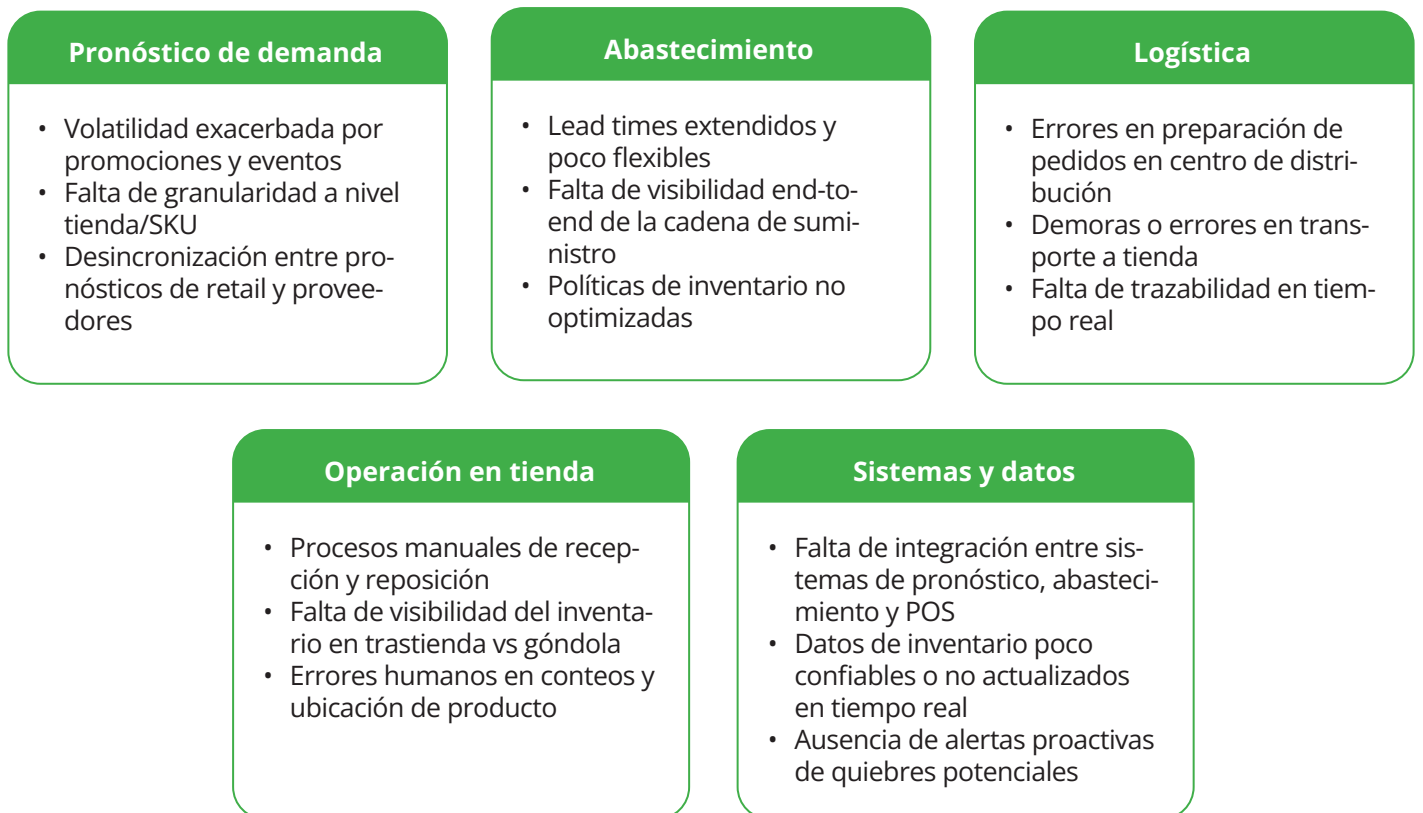 Pronóstico de demanda
• Volatilidad exacerbada por
promociones y eventos
• Falta de granularidad a nivel
tienda/SKU
• Desincronización entre pro-
nósticos de retail y provee-
dores
Abastecimiento
• Lead times extendidos y
poco flexibles
• Falta de visibilidad end-to-
end de la cadena de sumi-
nistro
• Políticas de inventario no
optimizadas
Logística
• Errores en preparación de
pedidos en centro de distri-
bución
• Demoras o errores en trans-
porte a tienda
• Falta de trazabilidad en tiem-
po real
Operación en tienda
• Procesos manuales de recep-
ción y reposición
• Falta de visibilidad del inventa-
rio en trastienda vs góndola
• Errores humanos en conteos y
ubicación de producto
Sistemas y datos
• Falta de integración entre sis-
temas de pronóstico, abasteci-
miento y POS
• Datos de inventario poco
confiables o no actualizados
en tiempo real
• Ausencia de alertas proactivas
de quiebres potenciales